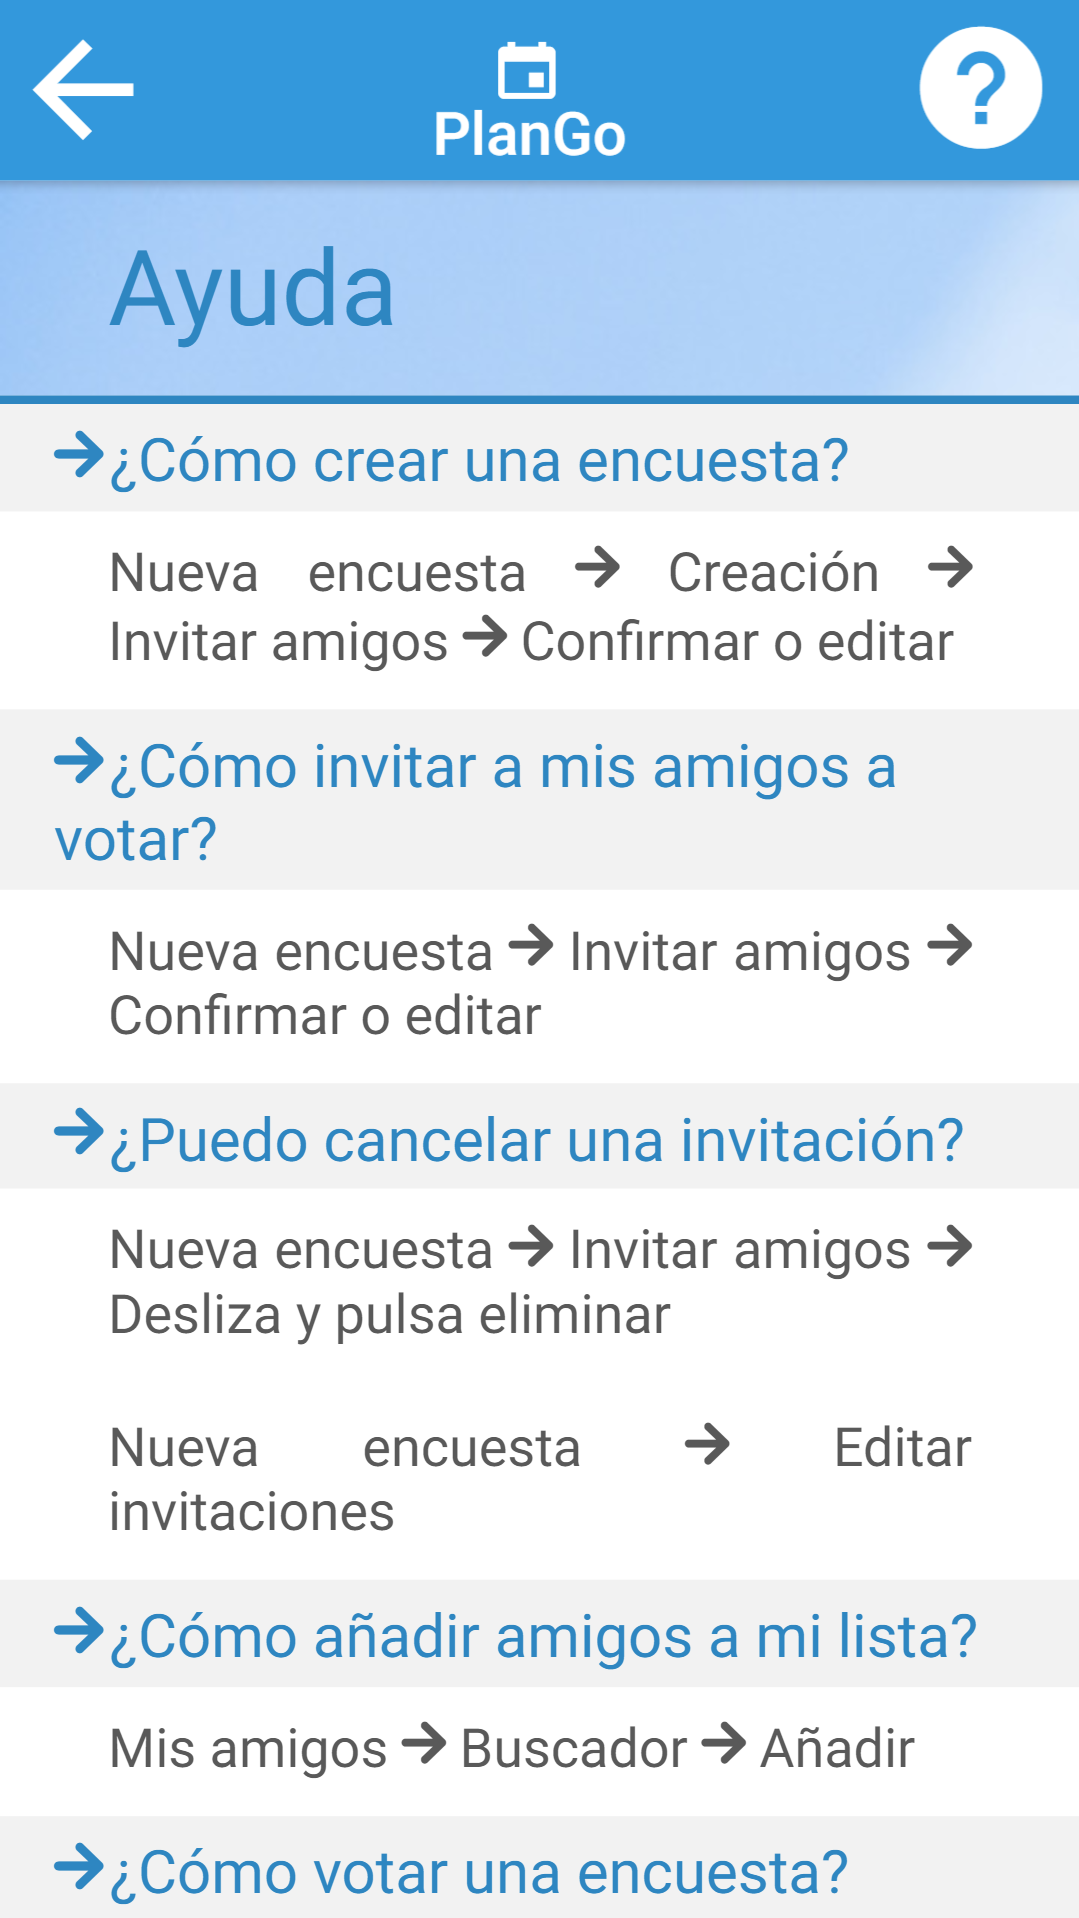 PlanGo
Ayuda
→¿Cómo crear una encuesta?
Nueva encuesta → Creación →
Invitar amigos → Confirmar o editar
→¿Cómo invitar a mis amigos a
votar?
Nueva encuesta → Invitar amigos →
Confirmar o editar
→¿Puedo cancelar una invitación?
Nueva encuesta → Invitar amigos →
Desliza y pulsa eliminar
Nueva encuesta → Editar
invitaciones
→¿Cómo añadir amigos a mi lista?
Mis amigos → Buscador → Añadir
→¿Cómo votar una encuesta?